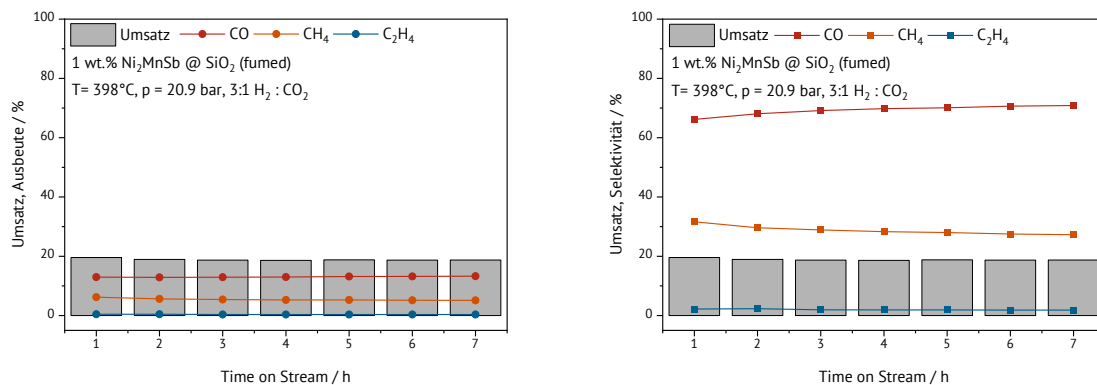 100
80
60
40
20
0
Umsatz, Ausbeute / %
Umsatz CO CH₄ C₂H₄
1 wt.% Ni₂MnSb @ SiO₂ (fumed)
T= 398°C, p = 20.9 bar, 3:1 H₂ : CO₂
1 2 3 4 5 6 7
Time on Stream / h
100
80
60
40
20
0
Umsatz, Selektivität / %
Umsatz CO CH₄ C₂H₄
1 wt.% Ni₂MnSb @ SiO₂ (fumed)
T= 398°C, p = 20.9 bar, 3:1 H₂ : CO₂
1 2 3 4 5 6 7
Time on Stream / h